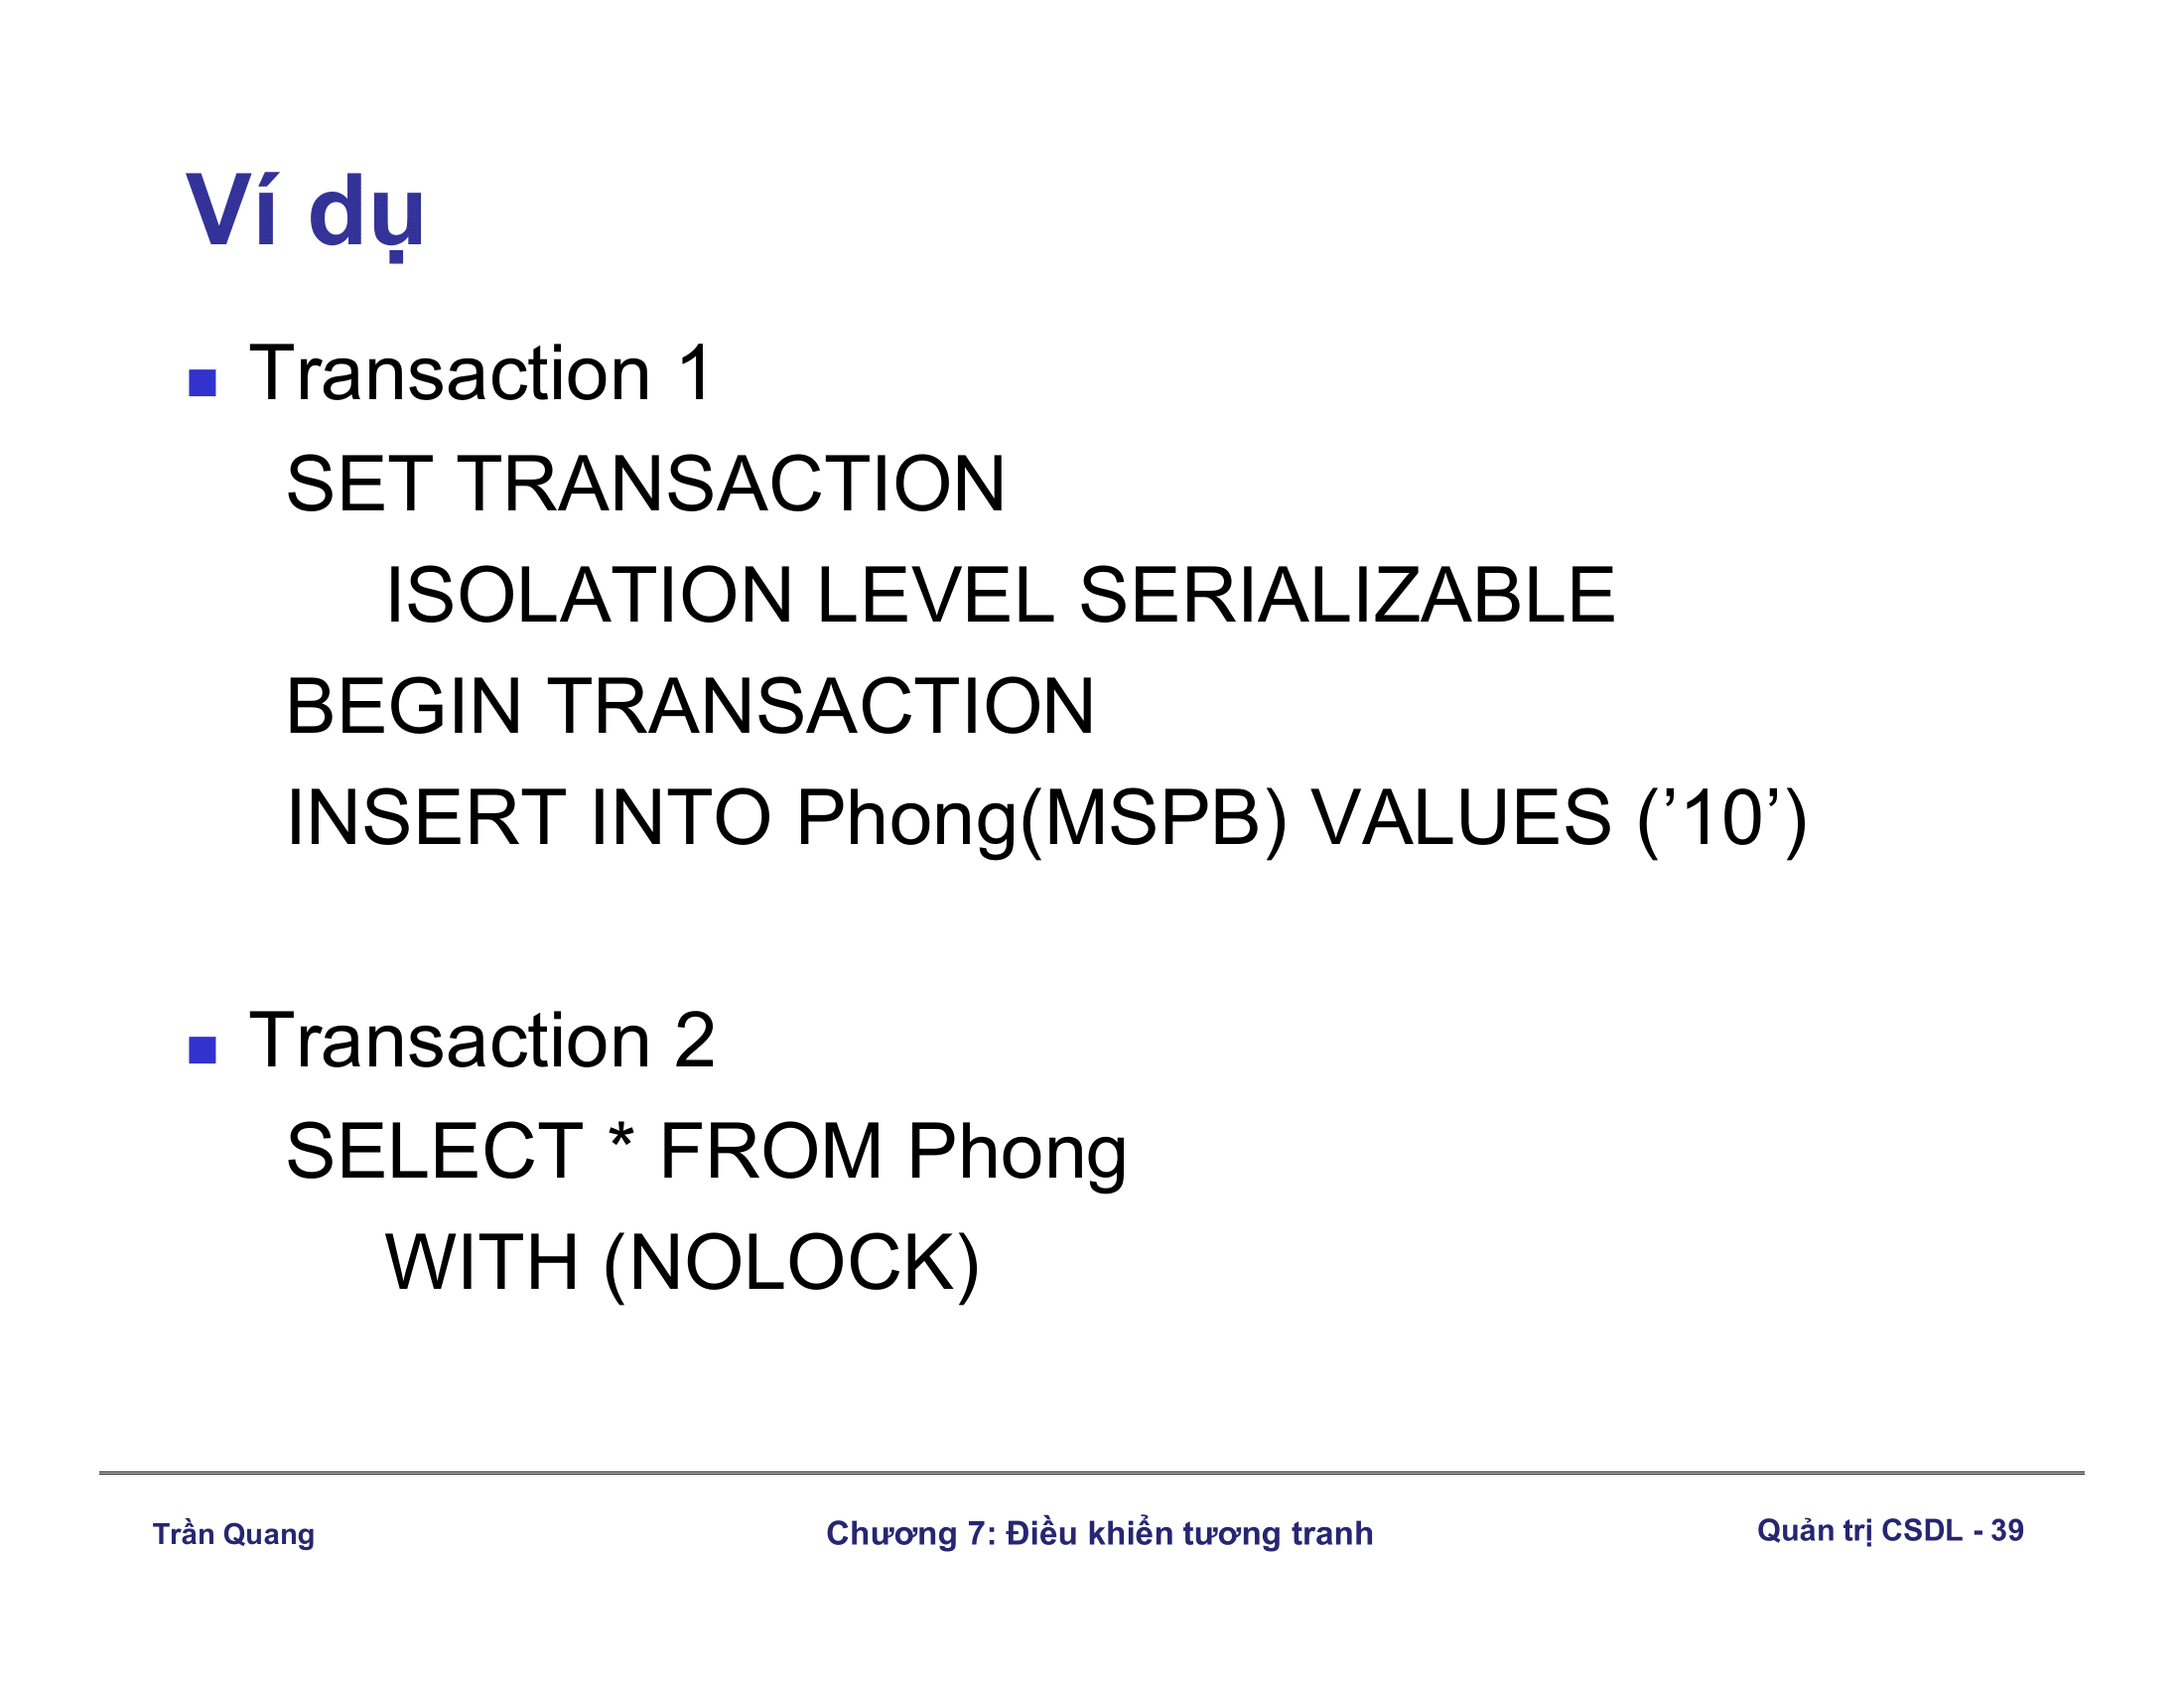 Ví dụ
Transaction 1
SET TRANSACTION
ISOLATION LEVEL SERIALIZABLE
BEGIN TRANSACTION
INSERT INTO Phong(MSPB) VALUES (’10’)
Transaction 2
SELECT * FROM Phong
WITH (NOLOCK)
Trần Quang
Chương 7: Điều khiển tương tranh
Quản trị CSDL - 39